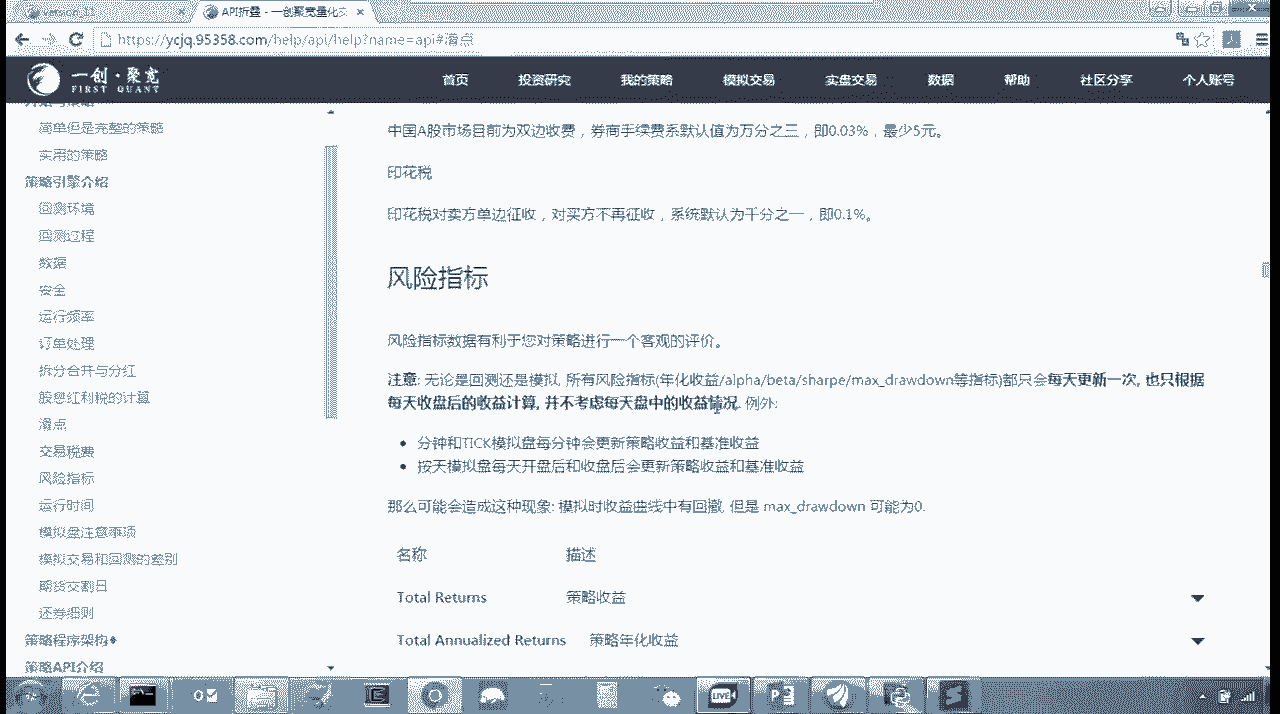 API折叠 - 一创聚宽量化交
https://ycjq.95358.com/help/api/help?name=api#滑点
一创·聚宽
FIRST QUANT
首页 投资研究 我的策略 模拟交易 实盘交易 数据 帮助 社区分享 个人账号
简单但是完整的策略
实用的策略
策略引擎介绍
回测环境
回测过程
数据
安全
运行频率
订单处理
拆分合并与分红
股息红利税的计算
滑点
交易税费
风险指标
运行时间
模拟盘注意事项
模拟交易和回测的差别
期货交割日
还券细则
策略程序架构♦
策略API介绍
中国A股市场目前为双边收费，券商手续费系默认值为万分之三，即0.03%，最少5元。
印花税
印花税对卖方单边征收，对买方不再征收，系统默认为千分之一，即0.1%。
风险指标
风险指标数据有利于您对策略进行一个客观的评价。
注意: 无论是回测还是模拟, 所有风险指标(年化收益/alpha/beta/sharpe/max_drawdown等指标)都只会每天更新一次, 也只根
据每天收盘后的收益计算, 并不考虑每天盘中的收益情况. 例外:
分钟和TICK模拟盘每分钟会更新策略收益和基准收益
按天模拟盘每天开盘后和收盘后会更新策略收益和基准收益
那么可能会造成这种现象: 模拟时收益曲线中有回撤, 但是 max_drawdown 可能为0.
名称 描述
Total Returns 策略收益
Total Annualized Returns 策略年化收益
LIVE